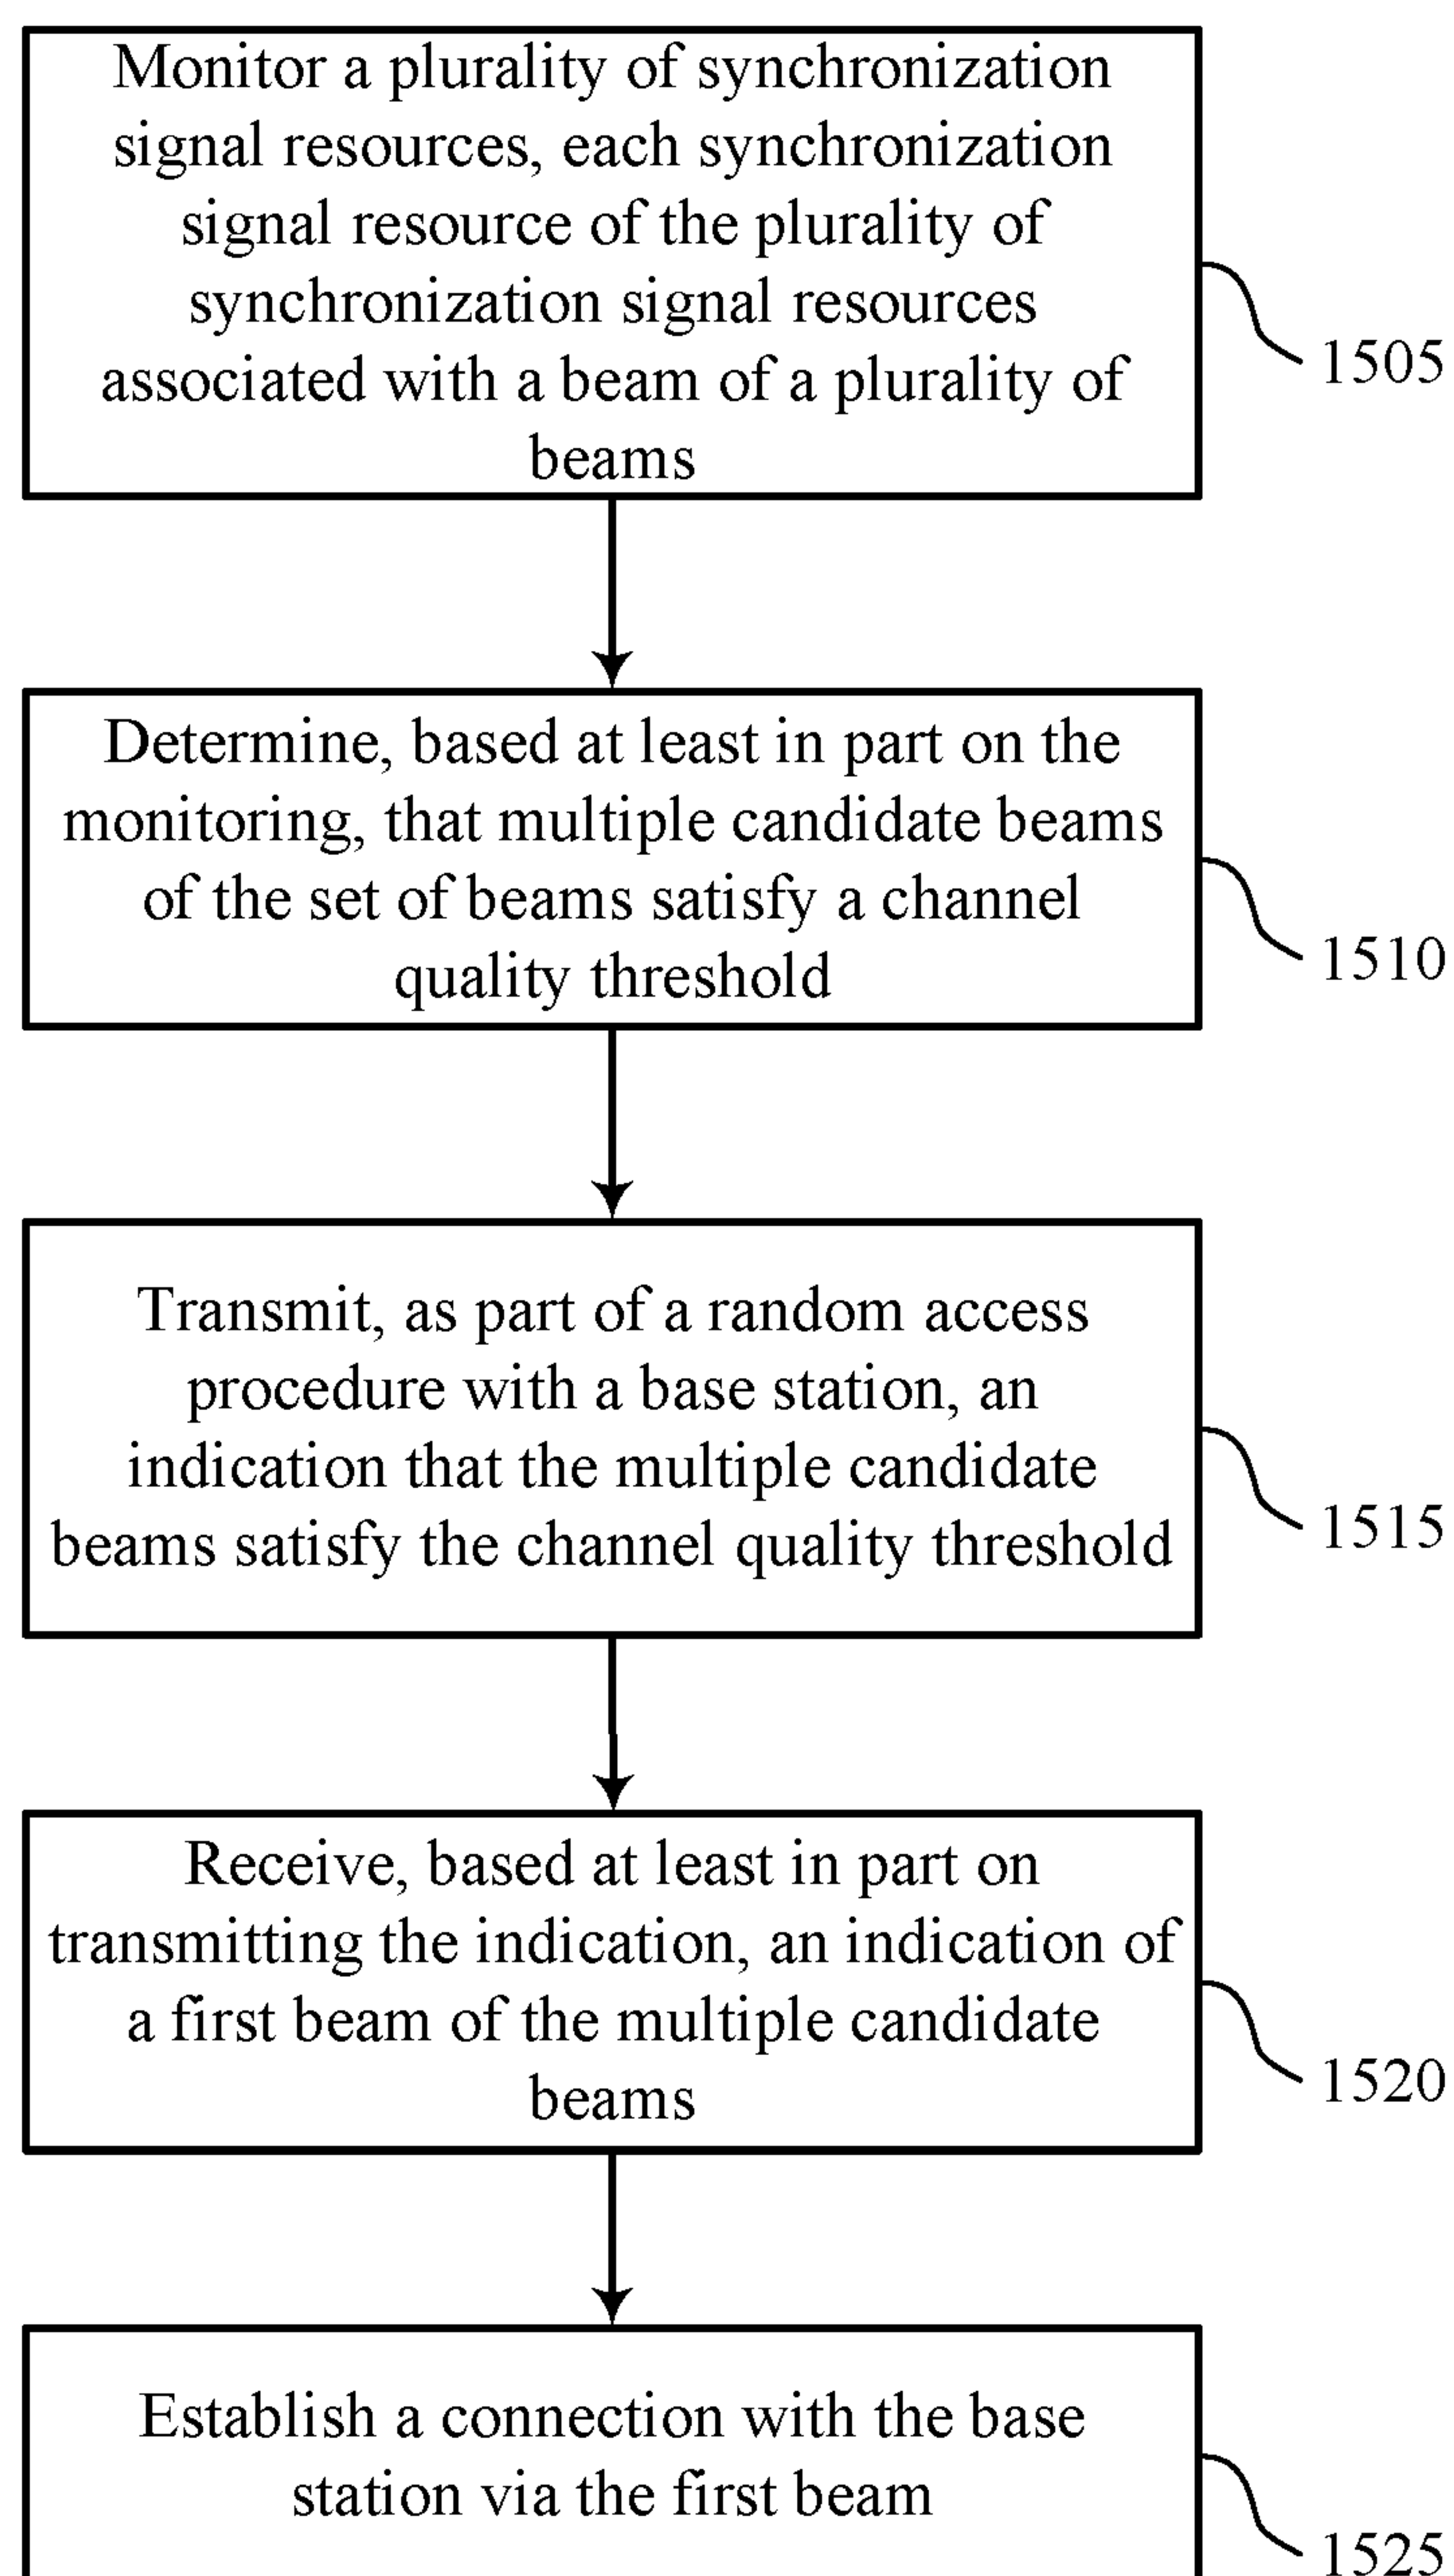 Monitor a plurality of synchronization
signal resources, each synchronization
signal resource of the plurality of
synchronization signal resources
associated with a beam of a plurality of
beams
1505
Determine, based at least in part on the
monitoring, that multiple candidate beams
of the set of beams satisfy a channel
quality threshold
1510
Transmit, as part of a random access
procedure with a base station, an
indication that the multiple candidate
beams satisfy the channel quality threshold
1515
Receive, based at least in part on
transmitting the indication, an indication of
a first beam of the multiple candidate
beams
1520
Establish a connection with the base
station via the first beam
1525